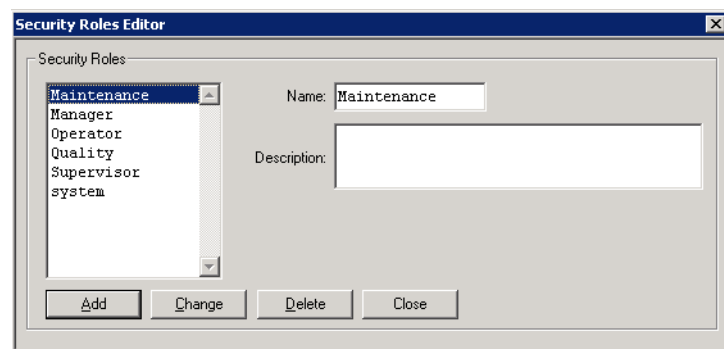 Security Roles Editor
Security Roles
Maintenance
Manager
Operator
Quality
Supervisor
system
Name: Maintenance
Description:
Add Change Delete Close